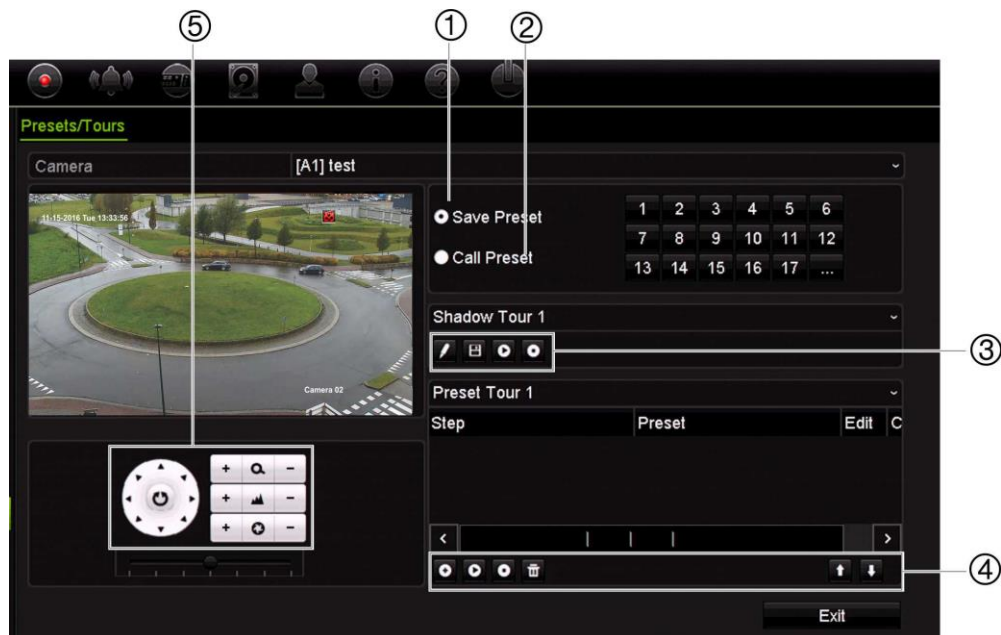 ⑤ ① ②
Presets/Tours
Camera [A1] test
11-15-2016 Tue 13:33:56
Camera 02
Save Preset
Call Preset
1 2 3 4 5 6
7 8 9 10 11 12
13 14 15 16 17 ...
Shadow Tour 1
③
Preset Tour 1
Step Preset Edit C
④
Exit